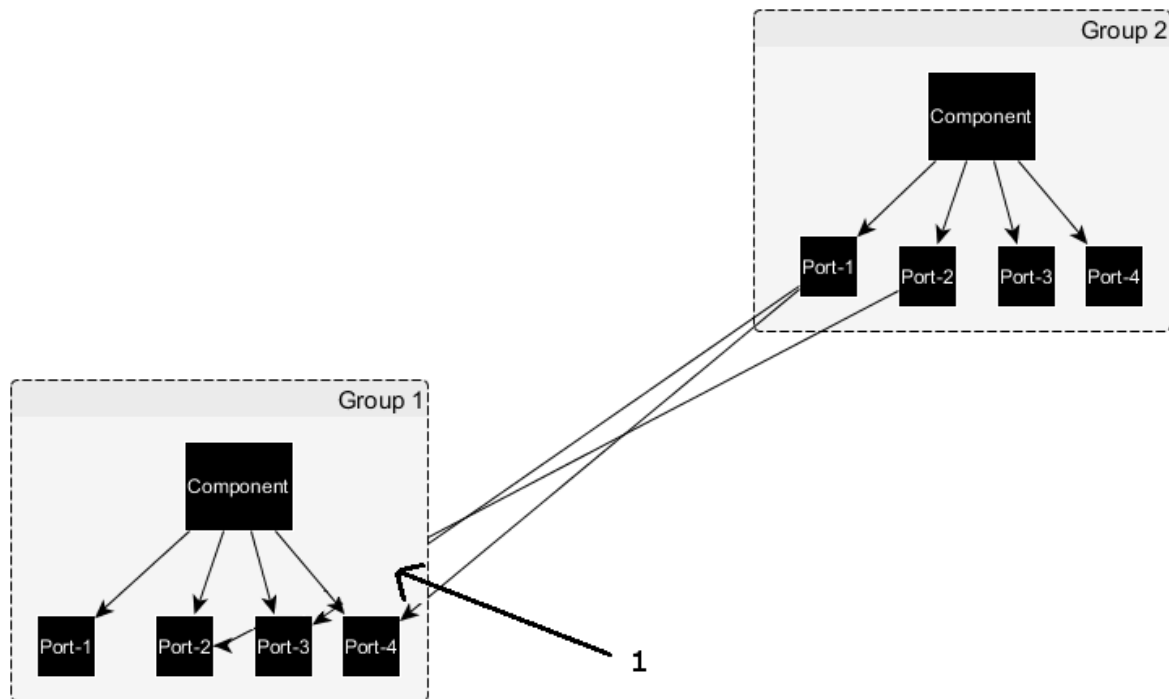 Group 2
Component
Port-1
Port-2
Port-3
Port-4
Group 1
Component
Port-1
Port-2
Port-3
Port-4
1